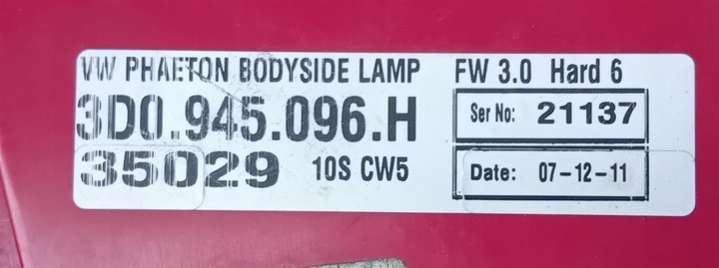 VW PHAETON BODYSIDE LAMP FW 3.0 Hard 6
3D0.945.096.H Ser No: 21137
35029 10S CW5 Date: 07-12-11